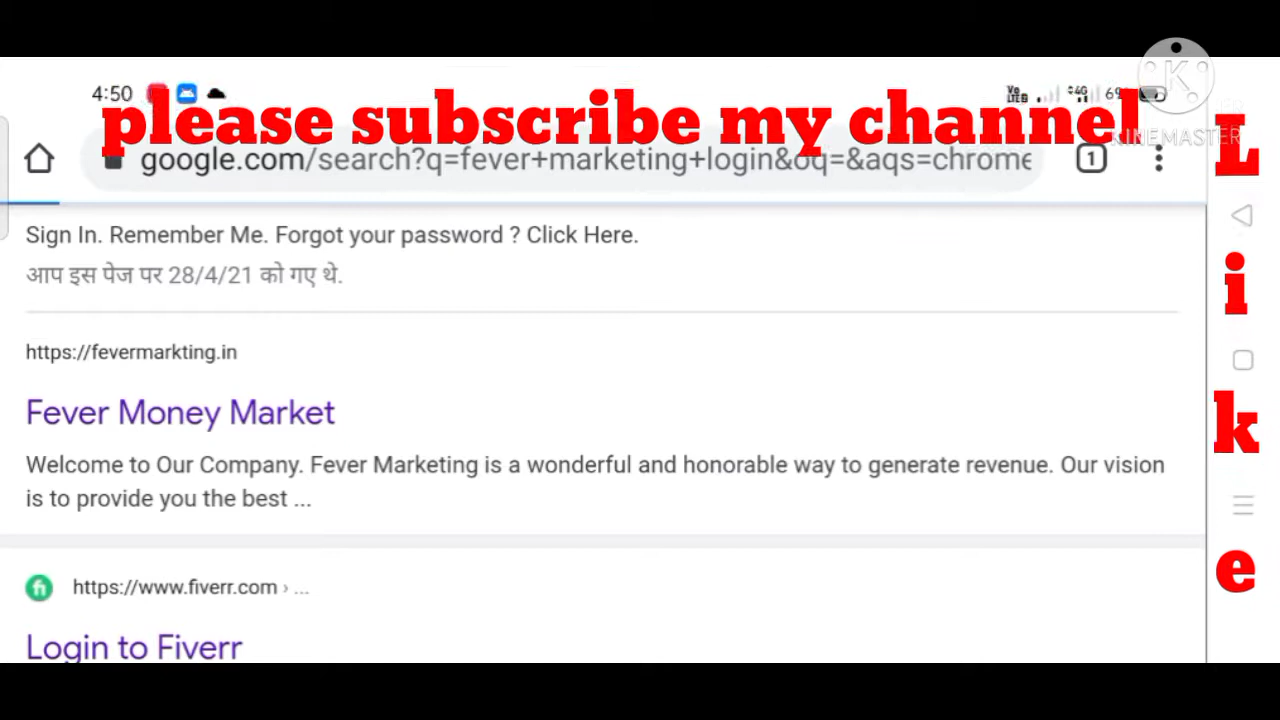 4:50
please subscribe my channel
KINEMASTER
google.com/search?q=fever+marketing+login&oq=&aqs=chrome
1
Sign In. Remember Me. Forgot your password ? Click Here.
आप इस पेज पर 28/4/21 को गए थे.
https://fevermarkting.in
Fever Money Market
Welcome to Our Company. Fever Marketing is a wonderful and honorable way to generate revenue. Our vision
is to provide you the best ...
https://www.fiverr.com › ...
Login to Fiverr
L
i
k
e